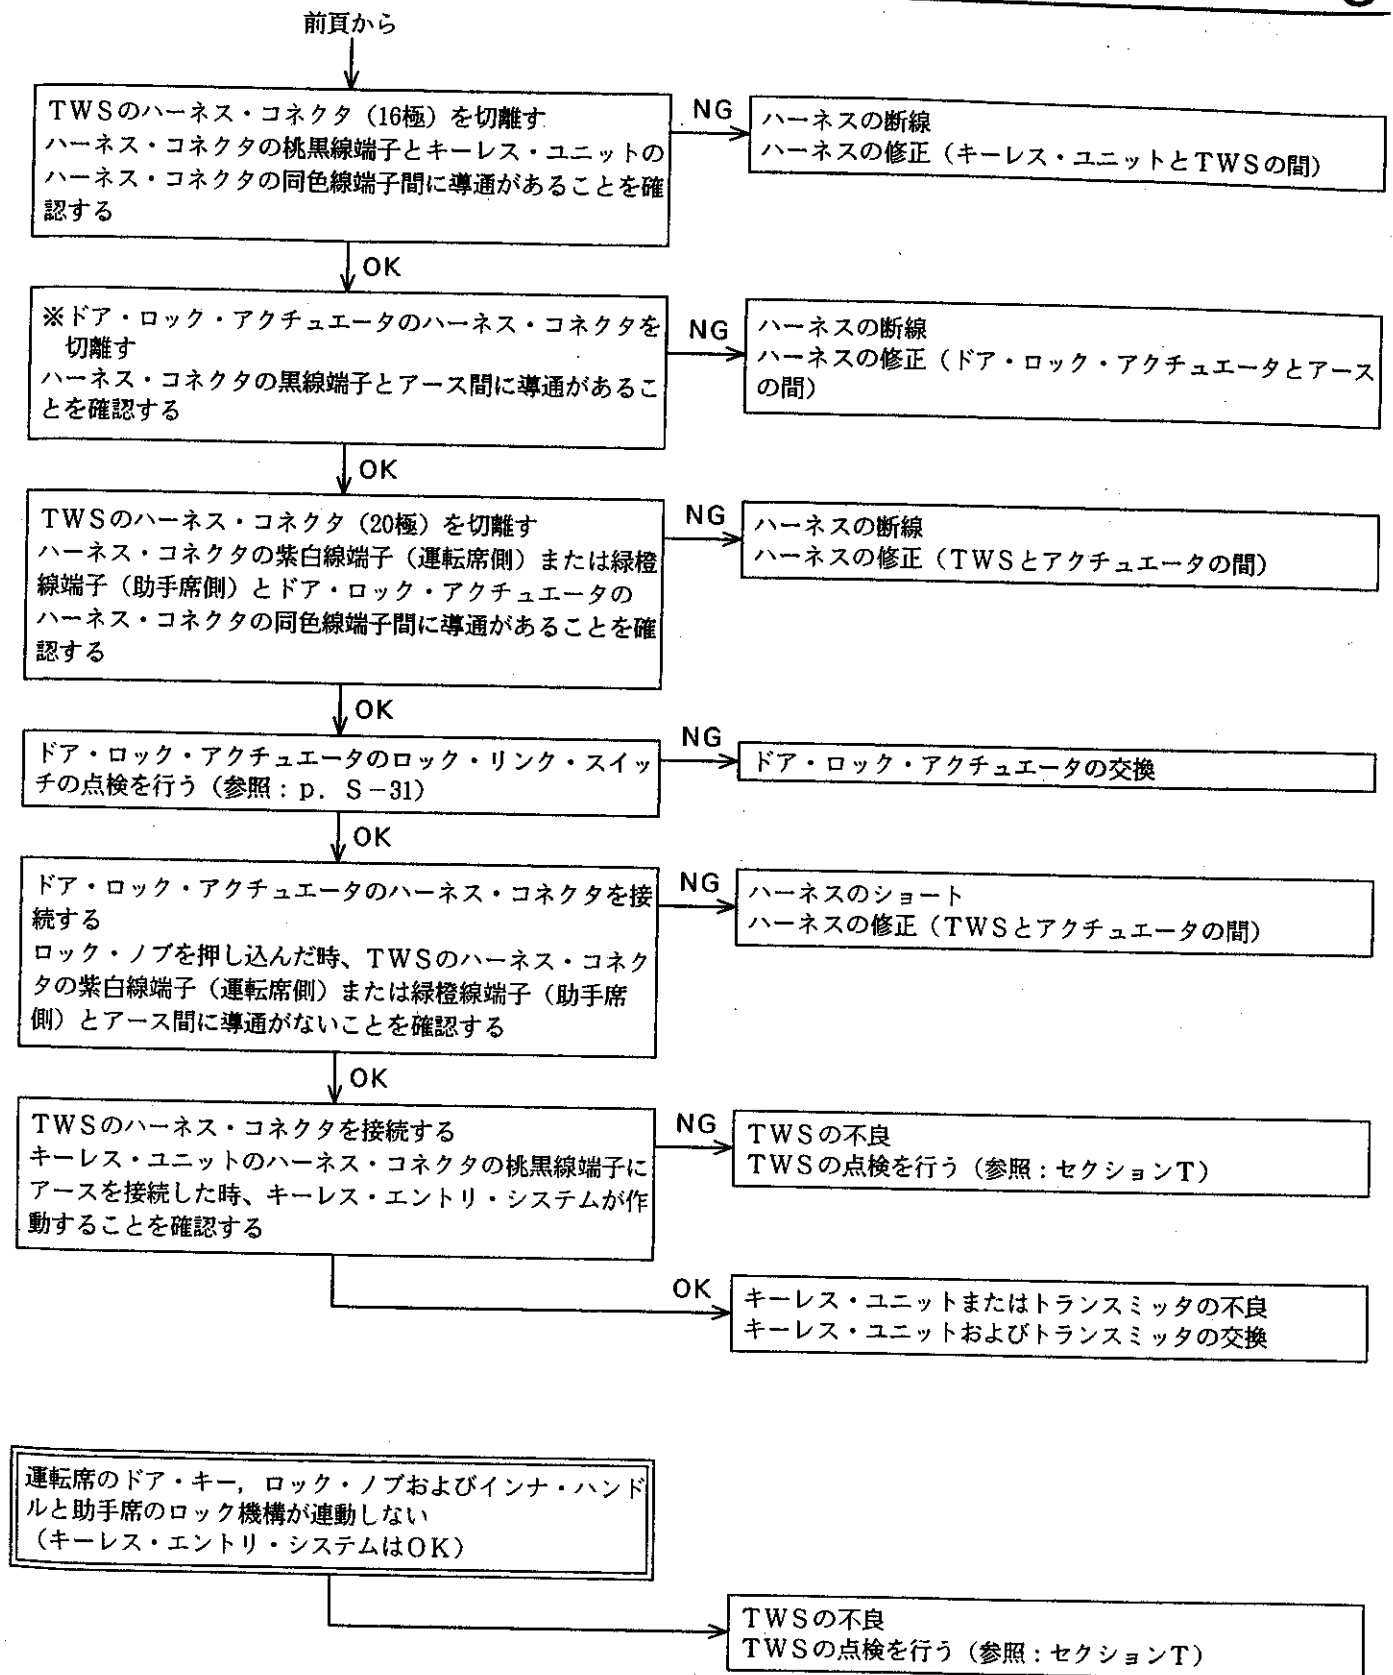 前頁から
TWSのハーネス・コネクタ（16極）を切離す
ハーネス・コネクタの桃黒線端子とキーレス・ユニットの
ハーネス・コネクタの同色線端子間に導通があることを確
認する
NG
ハーネスの断線
ハーネスの修正（キーレス・ユニットとTWSの間）
OK
※ドア・ロック・アクチュエータのハーネス・コネクタを
切離す
ハーネス・コネクタの黒線端子とアース間に導通があるこ
とを確認する
NG
ハーネスの断線
ハーネスの修正（ドア・ロック・アクチュエータとアース
の間）
OK
TWSのハーネス・コネクタ（20極）を切離す
ハーネス・コネクタの紫白線端子（運転席側）または緑橙
線端子（助手席側）とドア・ロック・アクチュエータの
ハーネス・コネクタの同色線端子間に導通があることを確
認する
NG
ハーネスの断線
ハーネスの修正（TWSとアクチュエータの間）
OK
ドア・ロック・アクチュエータのロック・リンク・スイッ
チの点検を行う（参照：p. S－31）
NG
ドア・ロック・アクチュエータの交換
OK
ドア・ロック・アクチュエータのハーネス・コネクタを接
続する
ロック・ノブを押し込んだ時、TWSのハーネス・コネク
タの紫白線端子（運転席側）または緑橙線端子（助手席
側）とアース間に導通がないことを確認する
NG
ハーネスのショート
ハーネスの修正（TWSとアクチュエータの間）
OK
TWSのハーネス・コネクタを接続する
キーレス・ユニットのハーネス・コネクタの桃黒線端子に
アースを接続した時、キーレス・エントリ・システムが作
動することを確認する
NG
TWSの不良
TWSの点検を行う（参照：セクションT）
OK
キーレス・ユニットまたはトランスミッタの不良
キーレス・ユニットおよびトランスミッタの交換
運転席のドア・キー，ロック・ノブおよびインナ・ハンド
ルと助手席のロック機構が連動しない
（キーレス・エントリ・システムはOK）
TWSの不良
TWSの点検を行う（参照：セクションT）